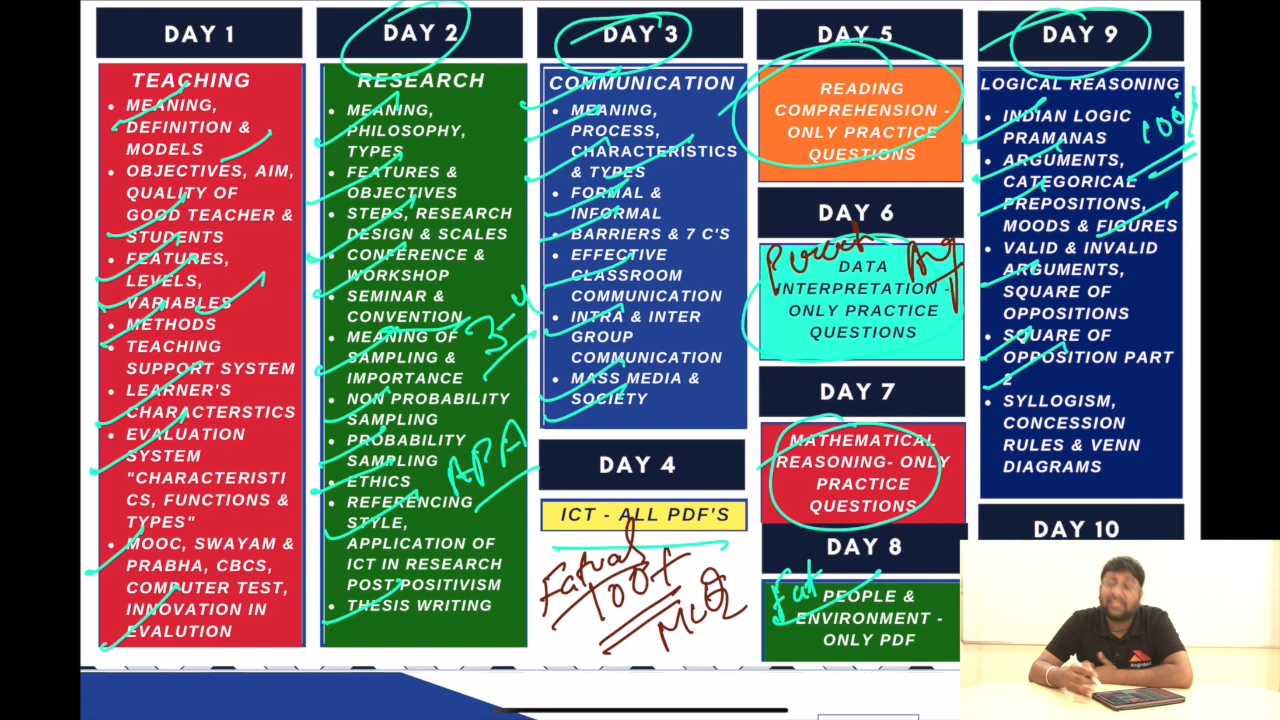 DAY 1
TEACHING
• MEANING,
DEFINITION &
MODELS
• OBJECTIVES, AIM,
QUALITY OF
GOOD TEACHER &
STUDENTS
• FEATURES,
LEVELS,
VARIABLES
• METHODS
• TEACHING
SUPPORT SYSTEM
• LEARNER'S
CHARACTERSTICS
• EVALUATION
SYSTEM
"CHARACTERISTI
CS, FUNCTIONS &
TYPES"
• MOOC, SWAYAM &
PRABHA, CBCS,
COMPUTER TEST,
INNOVATION IN
EVALUTION
DAY 2
RESEARCH
• MEANING,
PHILOSOPHY,
TYPES
• FEATURES &
OBJECTIVES
• STEPS, RESEARCH
DESIGN & SCALES
• CONFERENCE &
WORKSHOP
• SEMINAR &
CONVENTION
• MEANING OF
SAMPLING &
IMPORTANCE
• NON PROBABILITY
SAMPLING
• PROBABILITY
SAMPLING
• ETHICS
• REFERENCING
STYLE,
APPLICATION OF
ICT IN RESEARCH
POST POSITIVISM
• THESIS WRITING
3-4
APA
DAY 3
COMMUNICATION
• MEANING,
PROCESS,
CHARACTERISTICS
& TYPES
• FORMAL &
INFORMAL
• BARRIERS & 7 C'S
• EFFECTIVE
CLASSROOM
COMMUNICATION
• INTRA & INTER
GROUP
COMMUNICATION
• MASS MEDIA &
SOCIETY
DAY 4
ICT - ALL PDF'S
100+
MCQ
DAY 5
READING
COMPREHENSION -
ONLY PRACTICE
QUESTIONS
DAY 6
DATA
INTERPRETATION -
ONLY PRACTICE
QUESTIONS
DAY 7
MATHEMATICAL
REASONING- ONLY
PRACTICE
QUESTIONS
DAY 8
PEOPLE &
ENVIRONMENT -
ONLY PDF
DAY 9
LOGICAL REASONING
• INDIAN LOGIC
PRAMANAS
• ARGUMENTS,
CATEGORICAL
PREPOSITIONS,
MOODS & FIGURES
• VALID & INVALID
ARGUMENTS,
SQUARE OF
OPPOSITIONS
• SQUARE OF
OPPOSITION PART
2
• SYLLOGISM,
CONCESSION
RULES & VENN
DIAGRAMS
DAY 10